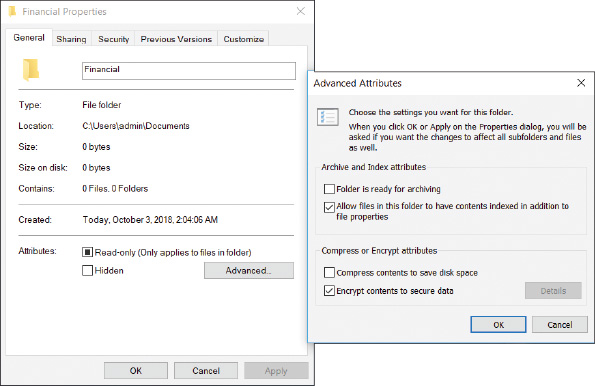 Financial Properties
General
Sharing
Security
Previous Versions
Customize
Financial
Type:
File folder
Location:
C:\Users\admin\Documents
Size:
0 bytes
Size on disk:
0 bytes
Contains:
0 Files, 0 Folders
Created:
Today, October 3, 2018, 2:04:06 AM
Attributes:
Read-only (Only applies to files in folder)
Hidden
Advanced...
OK
Cancel
Apply
Advanced Attributes
Choose the settings you want for this folder.
When you click OK or Apply on the Properties dialog, you will be
asked if you want the changes to affect all subfolders and files
as well.
Archive and Index attributes
Folder is ready for archiving
Allow files in this folder to have contents indexed in addition to
file properties
Compress or Encrypt attributes
Compress contents to save disk space
Encrypt contents to secure data
Details
OK
Cancel